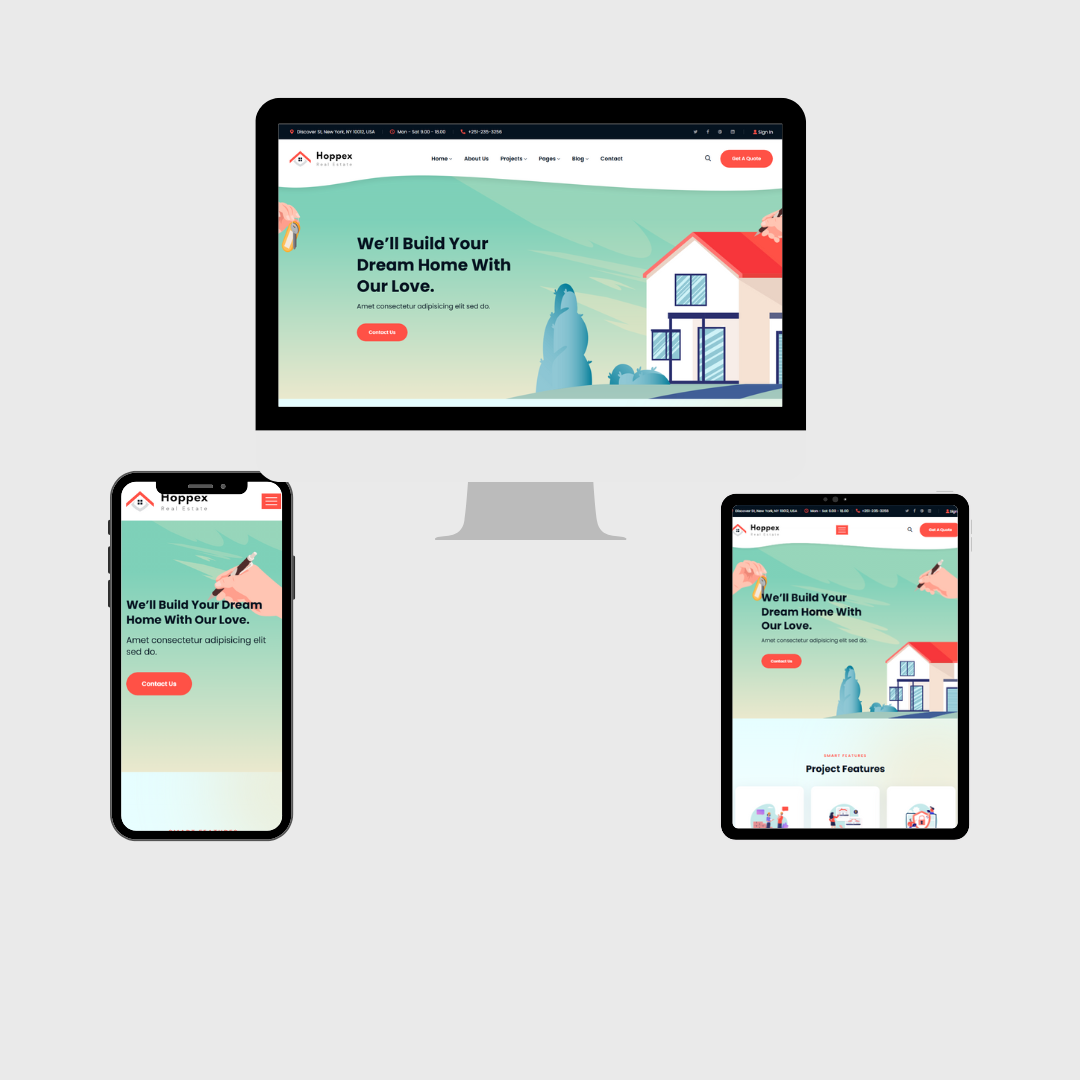 Discover St, New York, NY 10012, USA
Mon - Sat 9.00 - 18.00
+251-235-3256
Sign In
Hoppex
Real Estate
Home
About Us
Projects
Pages
Blog
Contact
Get A Quote
We'll Build Your
Dream Home With
Our Love.
Amet consectetur adipisicing elit sed do.
Contact Us
Hoppex
Real Estate
We'll Build Your Dream
Home With Our Love.
Amet consectetur adipisicing elit
sed do.
Contact Us
Discover St, New York, NY 10012, USA
Mon - Sat 9.00 - 18.00
+251-235-3256
Hoppex
Real Estate
Get A Quote
We'll Build Your
Dream Home With
Our Love.
Amet consectetur adipisicing elit sed do.
Contact Us
SMART FEATURES
Project Features